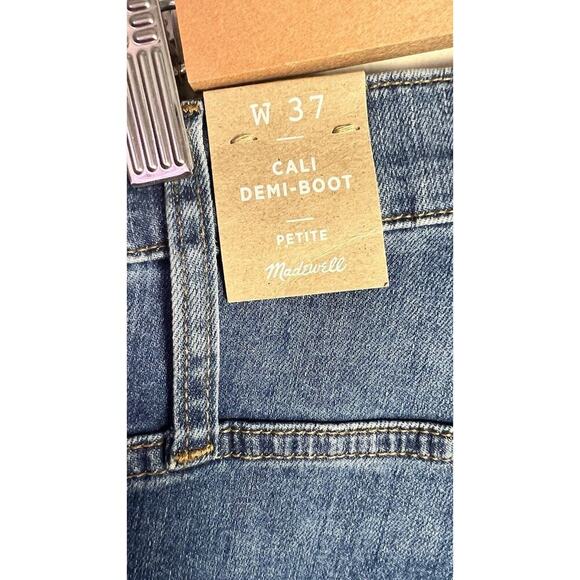 W 37
CALI
DEMI-BOOT
PETITE
Madewell